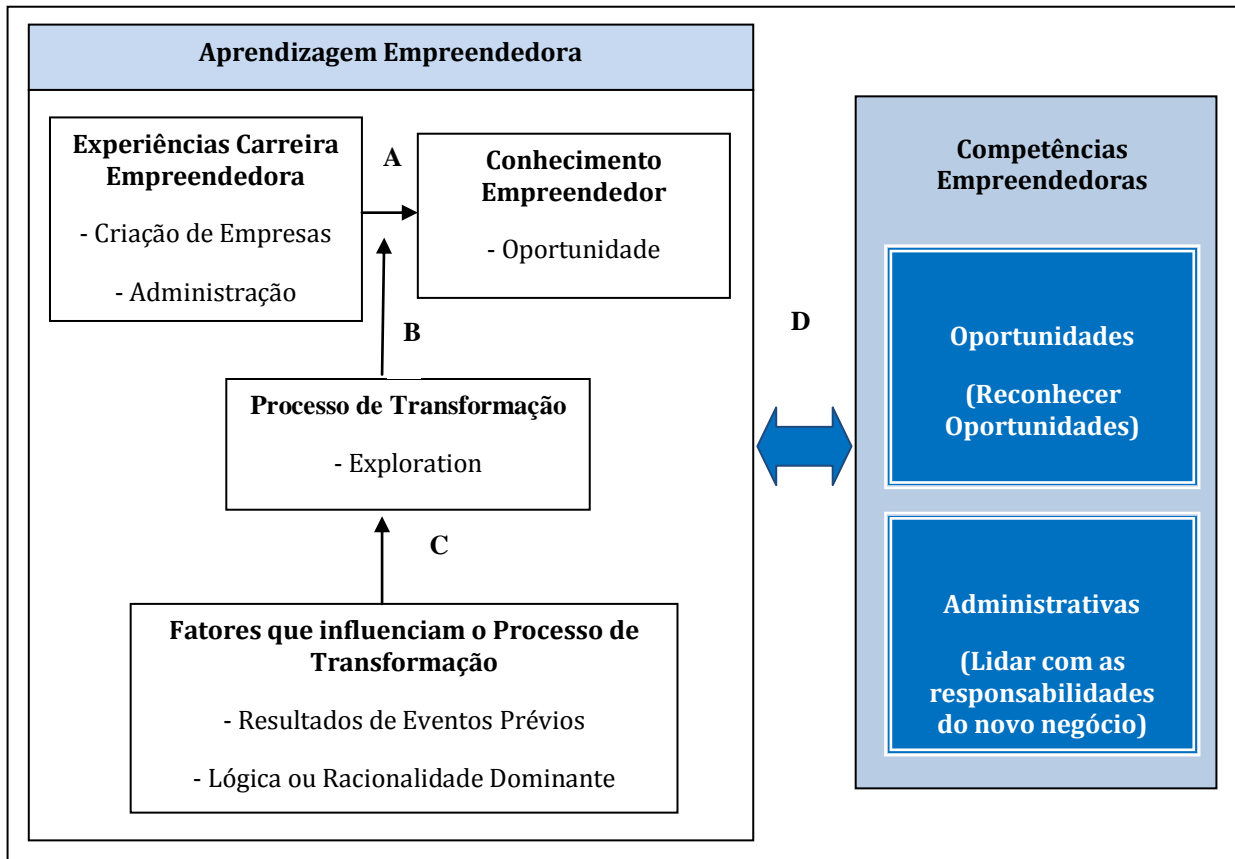 Aprendizagem Empreendedora
Experiências Carreira
Empreendedora
- Criação de Empresas
- Administração
A
Conhecimento
Empreendedor
- Oportunidade
B
Processo de Transformação
- Exploration
C
Fatores que influenciam o Processo de
Transformação
- Resultados de Eventos Prévios
- Lógica ou Racionalidade Dominante
D
Competências
Empreendedoras
Oportunidades
(Reconhecer
Oportunidades)
Administrativas
(Lidar com as
responsabilidades
do novo negócio)